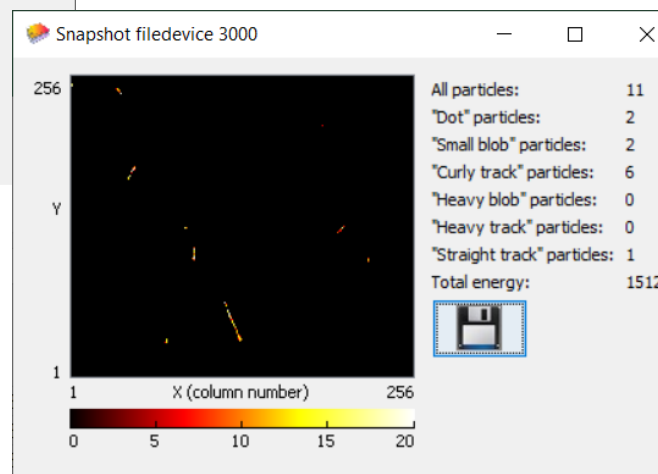 Snapshot filedevice 3000
256
Y
1
1 X (column number) 256
0 5 10 15 20
All particles: 11
"Dot" particles: 2
"Small blob" particles: 2
"Curly track" particles: 6
"Heavy blob" particles: 0
"Heavy track" particles: 0
"Straight track" particles: 1
Total energy: 1512